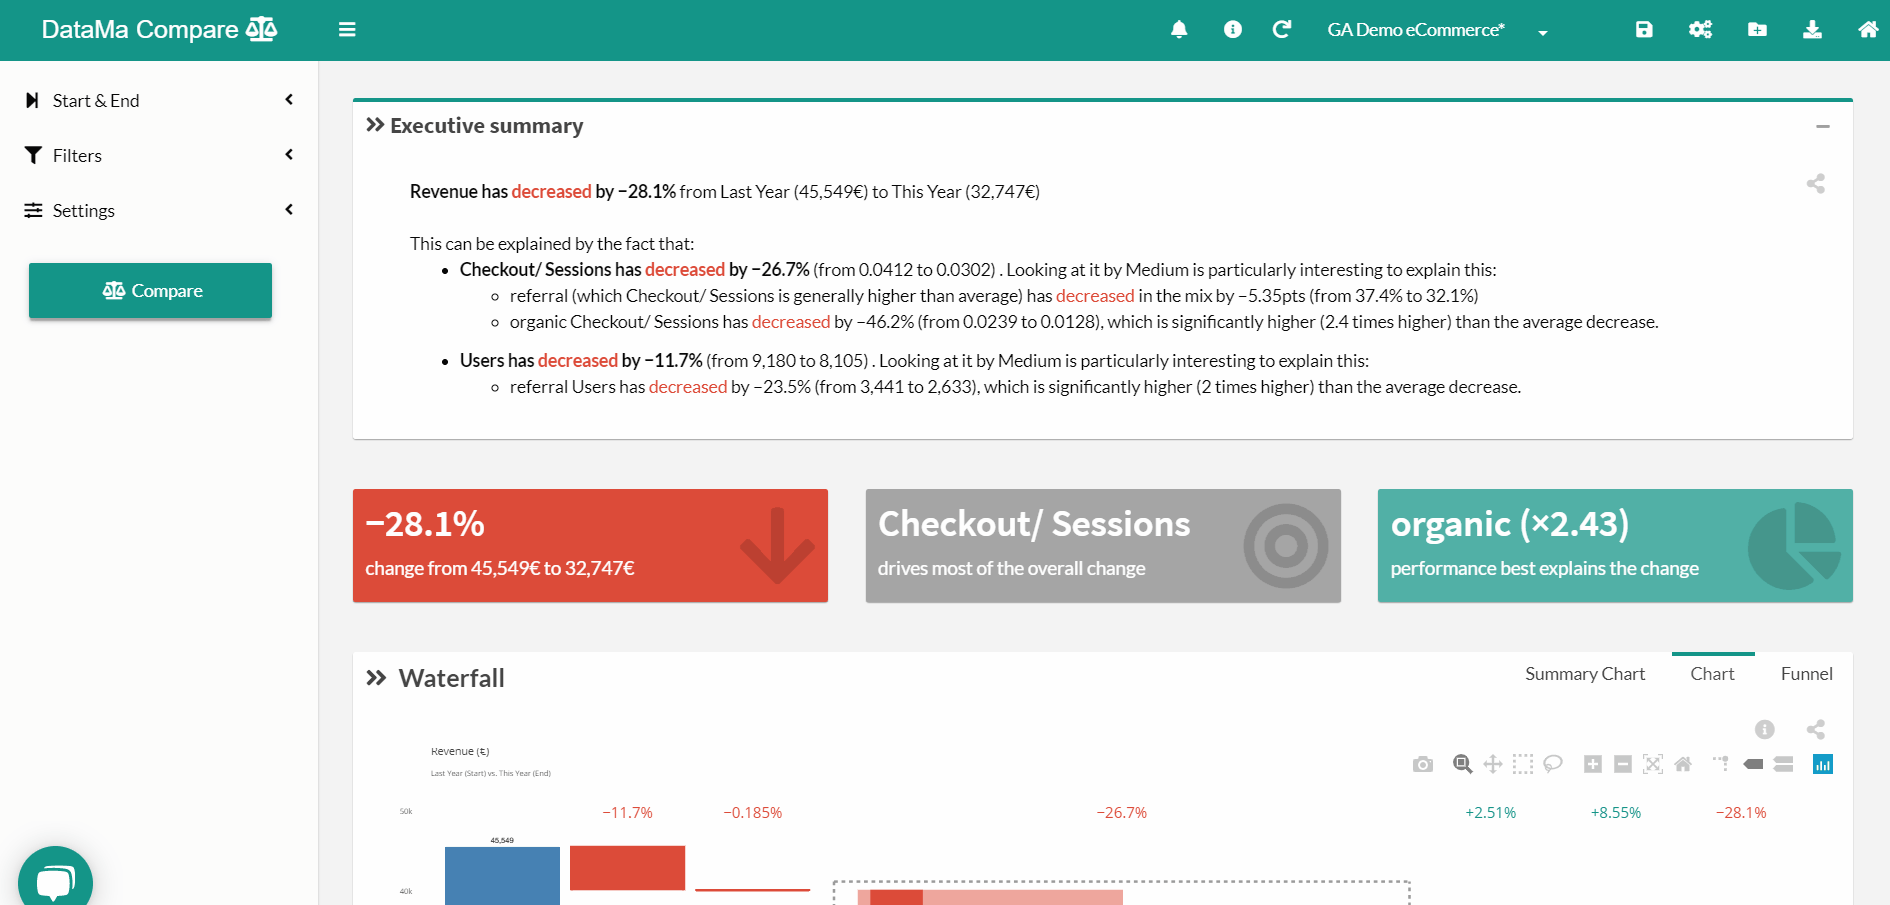 DataMa Compare
GA Demo eCommerce*
Start & End
Filters
Settings
Compare
Executive summary
Revenue has decreased by −28.1% from Last Year (45,549€) to This Year (32,747€)
This can be explained by the fact that:
Checkout/ Sessions has decreased by −26.7% (from 0.0412 to 0.0302) . Looking at it by Medium is particularly interesting to explain this:
referral (which Checkout/ Sessions is generally higher than average) has decreased in the mix by −5.35pts (from 37.4% to 32.1%)
organic Checkout/ Sessions has decreased by −46.2% (from 0.0239 to 0.0128), which is significantly higher (2.4 times higher) than the average decrease.
Users has decreased by −11.7% (from 9,180 to 8,105) . Looking at it by Medium is particularly interesting to explain this:
referral Users has decreased by −23.5% (from 3,441 to 2,633), which is significantly higher (2 times higher) than the average decrease.
−28.1%
change from 45,549€ to 32,747€
Checkout/ Sessions
drives most of the overall change
organic (×2.43)
performance best explains the change
Waterfall
Summary Chart
Chart
Funnel
Revenue (€)
Last Year (Start) vs. This Year (End)
50k
−11.7%
−0.185%
−26.7%
+2.51%
+8.55%
−28.1%
45,549
40k